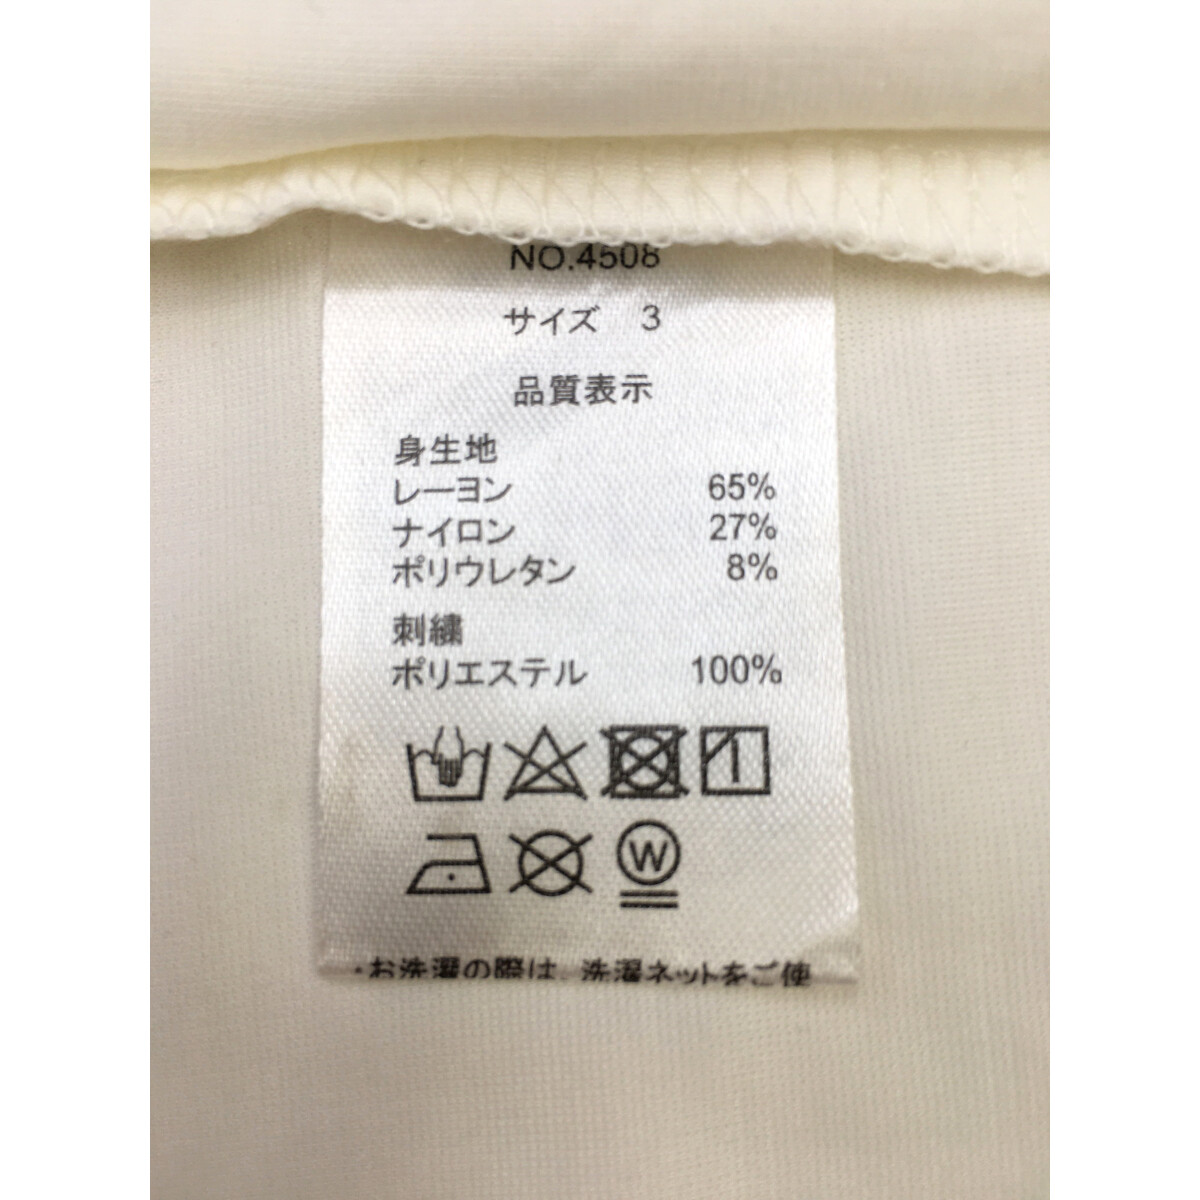 NO.4508
サイズ 3
品質表示
身生地
レーヨン 65%
ナイロン 27%
ポリウレタン 8%
刺繍
ポリエステル 100%
W
・お洗濯の際は、洗濯ネットをご使